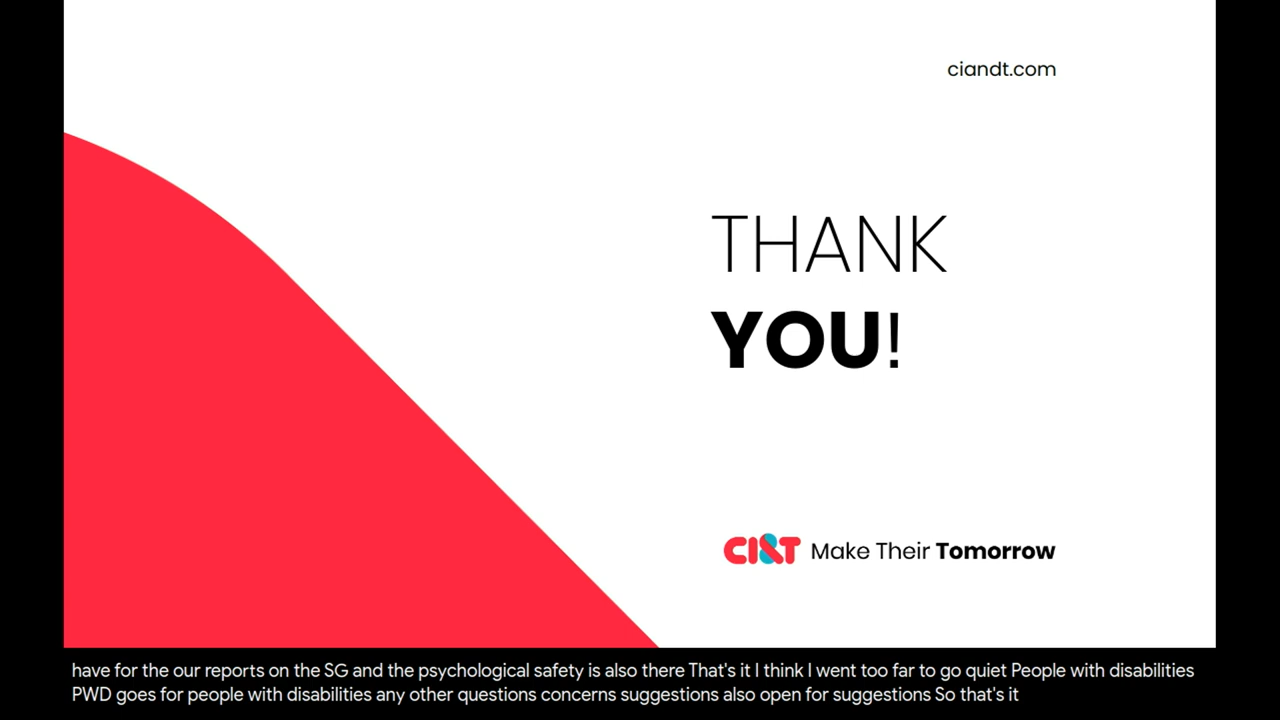 ciandt.com
THANK
YOU!
CI&T Make Their Tomorrow
have for the our reports on the SG and the psychological safety is also there That's it I think I went too far to go quiet People with disabilities
PWD goes for people with disabilities any other questions concerns suggestions also open for suggestions So that's it